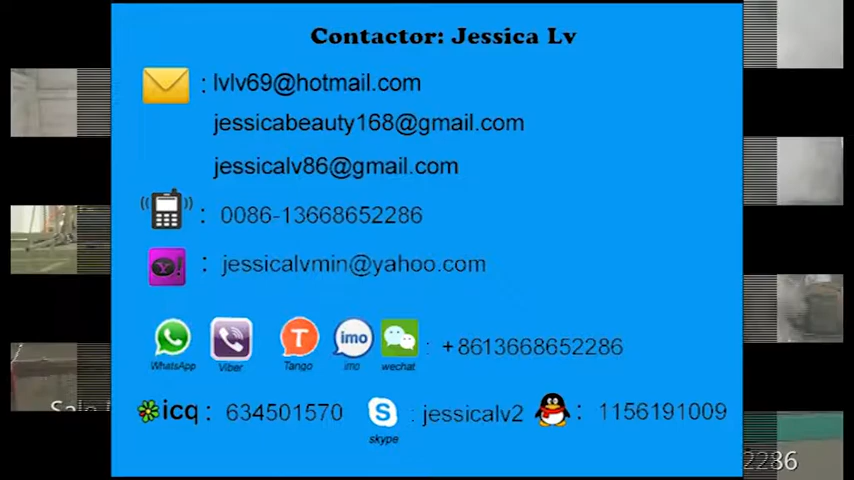 Contactor: Jessica Lv
: lvlv69@hotmail.com
jessicabeauty168@gmail.com
jessicalv86@gmail.com
: 0086-13668652286
Y! : jessicalvmin@yahoo.com
T imo : +8613668652286
WhatsApp Viber Tango imo wechat
icq : 634501570 S : jessicalv2 : 1156191009
skype
2286